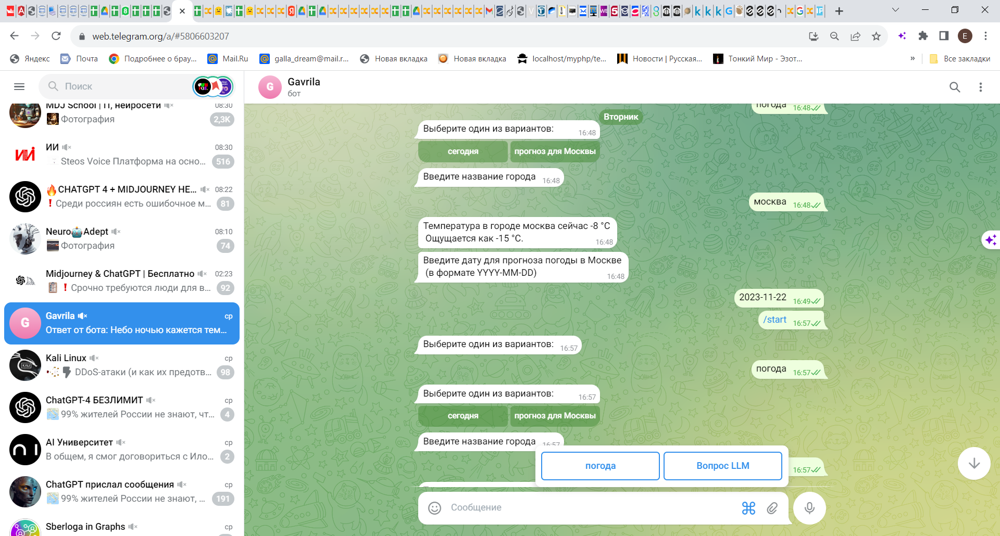 web.telegram.org/a/#5806603207
E
Яндекс
Почта
Подробнее о брау...
Mail.Ru
galla_dream@mail.r...
Новая вкладка
Новая вкладка
localhost/myphp/te...
Новости | Русская...
Тонкий Мир - Эзот...
»
Все закладки
Поиск
MDJ School | IT, нейросети
08:30
Фотография
2,3K
ИИ
08:30
Steos Voice Платформа на осно...
516
CHATGPT 4 + MIDJOURNEY НЕ...
08:22
Среди россиян есть ошибочное м...
81
Neuro🤖Adept
08:10
Фотография
74
Midjourney & ChatGPT | Бесплатно
02:23
Срочно требуются люди для в...
92
G
Gavrila
ср
Ответ от бота: Небо ночью кажется тем...
Kali Linux
ср
DDoS-атаки (и как их предотв...
98
ChatGPT-4 БЕЗЛИМИТ
ср
99% жителей России не знают, чт...
4
AI Университет
ср
В общем, я смог договориться с Ило...
2
ChatGPT прислал сообщения
ср
99% жителей России не знают, ...
191
Sberloga in Graphs
ср
G
Gavrila
бот
погода
16:48
Вторник
Выберите один из вариантов:
16:48
сегодня
прогноз для Москвы
Введите название города
16:48
москва
16:48
Температура в городе москва сейчас -8 °C
Ощущается как -15 °C.
16:48
Введите дату для прогноза погоды в Москве
(в формате YYYY-MM-DD)
16:48
2023-11-22
16:49
/start
16:57
Выберите один из вариантов:
16:57
погода
16:57
Выберите один из вариантов:
16:57
сегодня
прогноз для Москвы
Введите название города
16:57
16:57
погода
Вопрос LLM
Сообщение